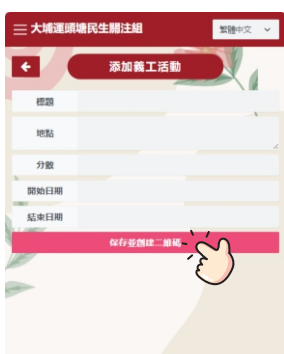 大埔運頭塘民生關注組
繁體中文
添加義工活動
標題
地點
分數
開始日期
結束日期
保存並創建二維碼